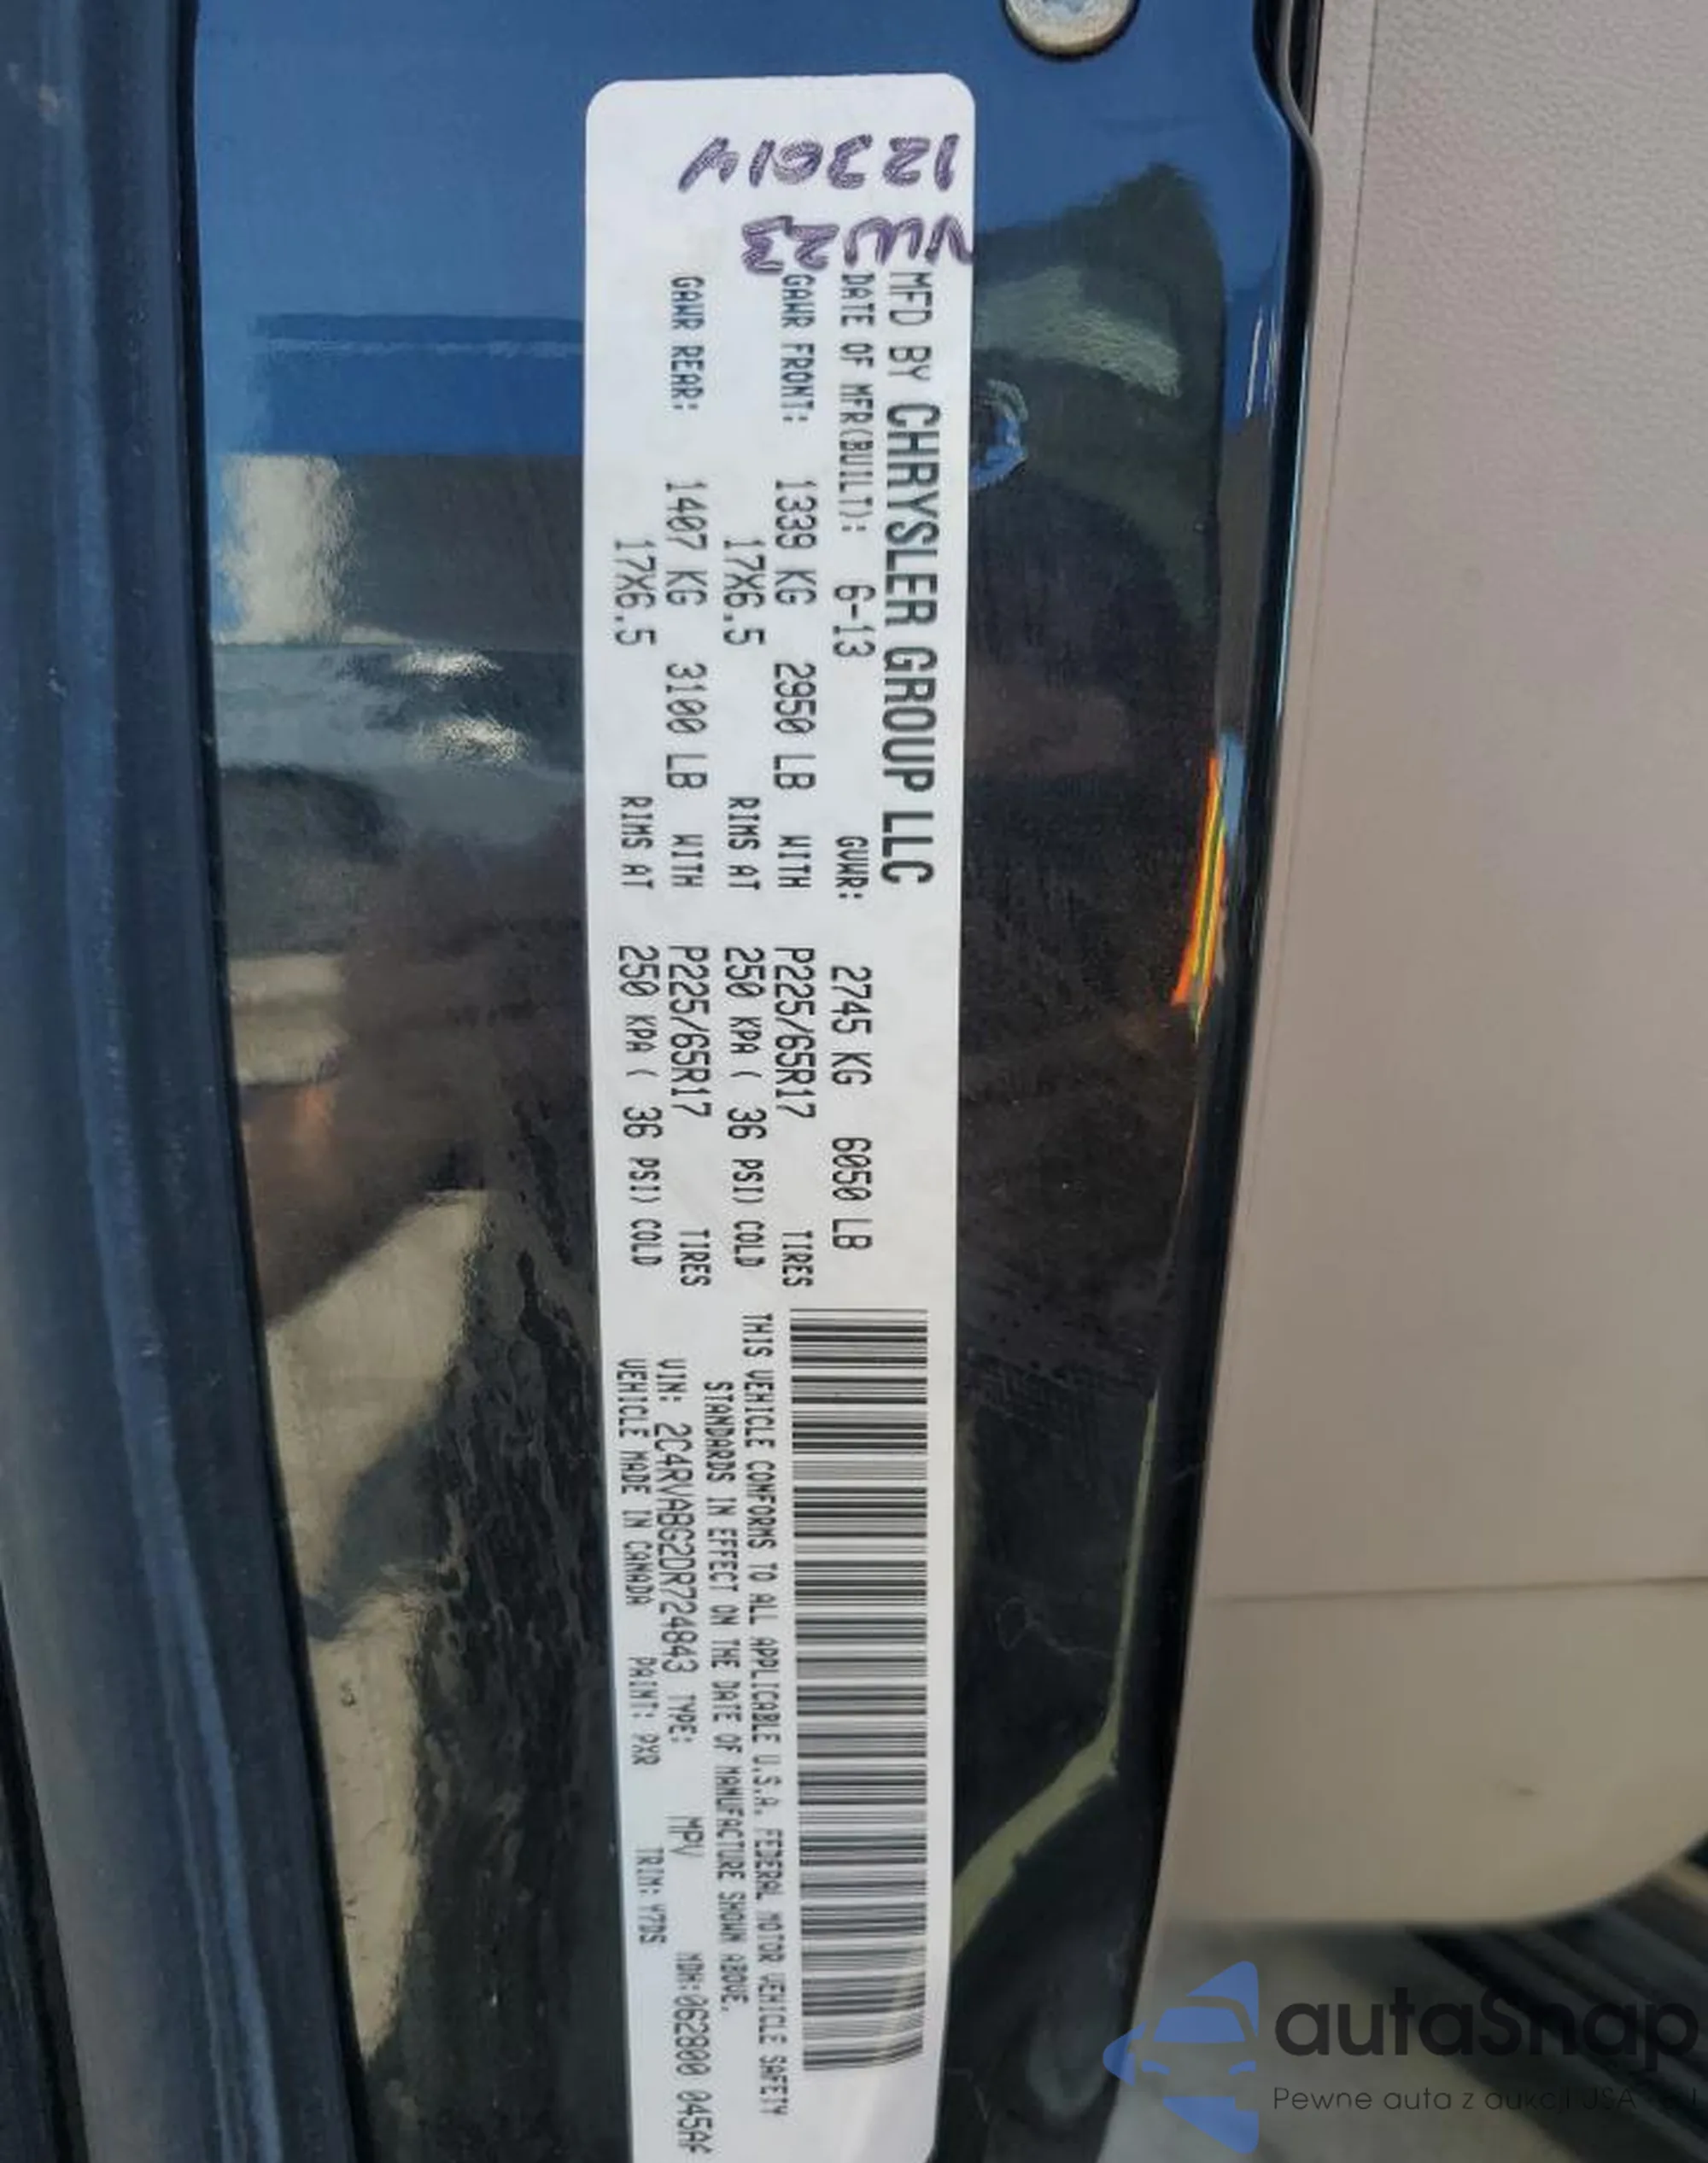 MFD BY CHRYSLER GROUP LLC
DATE OF MFR(BUILT): 6-13 GVWR: 2745 KG 6050 LB
GAWR FRONT: 1339 KG 2950 LB WITH P225/65R17 TIRES
17X6.5 RIMS AT 250 KPA ( 36 PSI) COLD
GAWR REAR: 1407 KG 3100 LB WITH P225/65R17 TIRES
17X6.5 RIMS AT 250 KPA ( 36 PSI) COLD
THIS VEHICLE CONFORMS TO ALL APPLICABLE U.S.A. FEDERAL MOTOR VEHICLE SAFETY
STANDARDS IN EFFECT ON THE DATE OF MANUFACTURE SHOWN ABOVE.
VIN: 2C4RVABG2DR724843 TYPE: MPV MDH:062800 045AF
VEHICLE MADE IN CANADA PAINT: PXR TRIM:
autaSnap
Pewne auta z aukcji USA